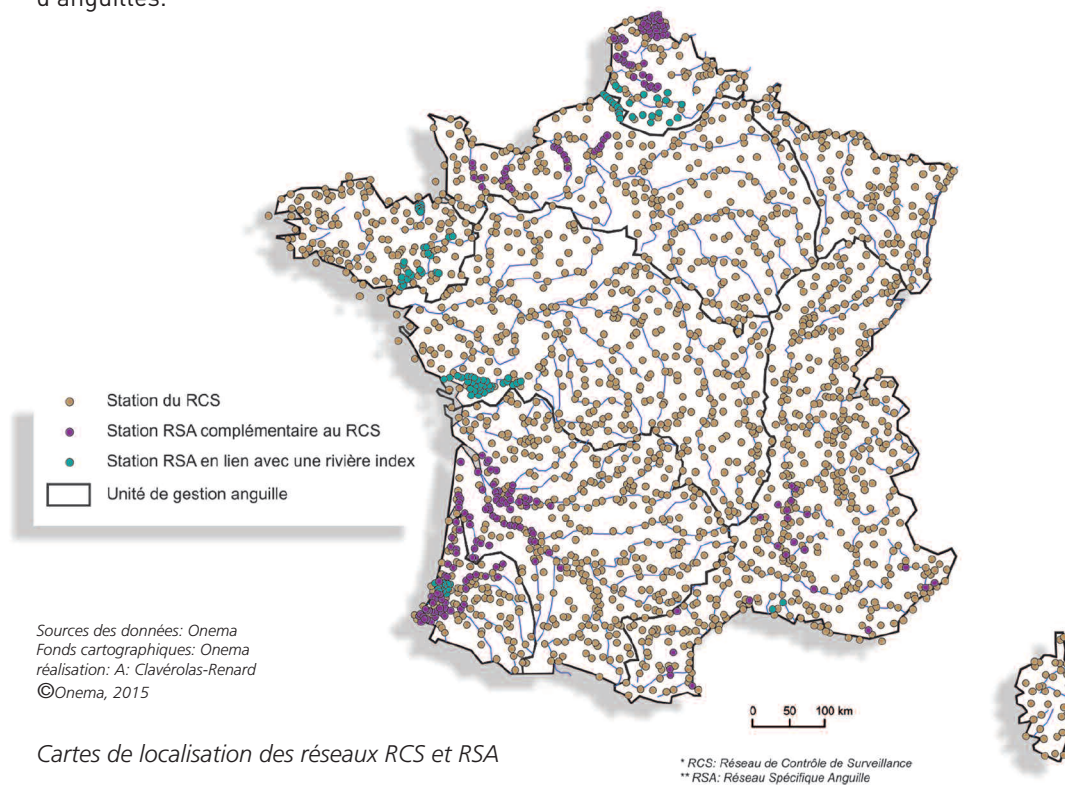 d'anguilles.
Station du RCS
Station RSA complémentaire au RCS
Station RSA en lien avec une rivière index
Unité de gestion anguille
Sources des données: Onema
Fonds cartographiques: Onema
réalisation: A: Clavérolas-Renard
©Onema, 2015
0 50 100 km
Cartes de localisation des réseaux RCS et RSA
* RCS: Réseau de Contrôle de Surveillance
** RSA: Réseau Spécifique Anguille